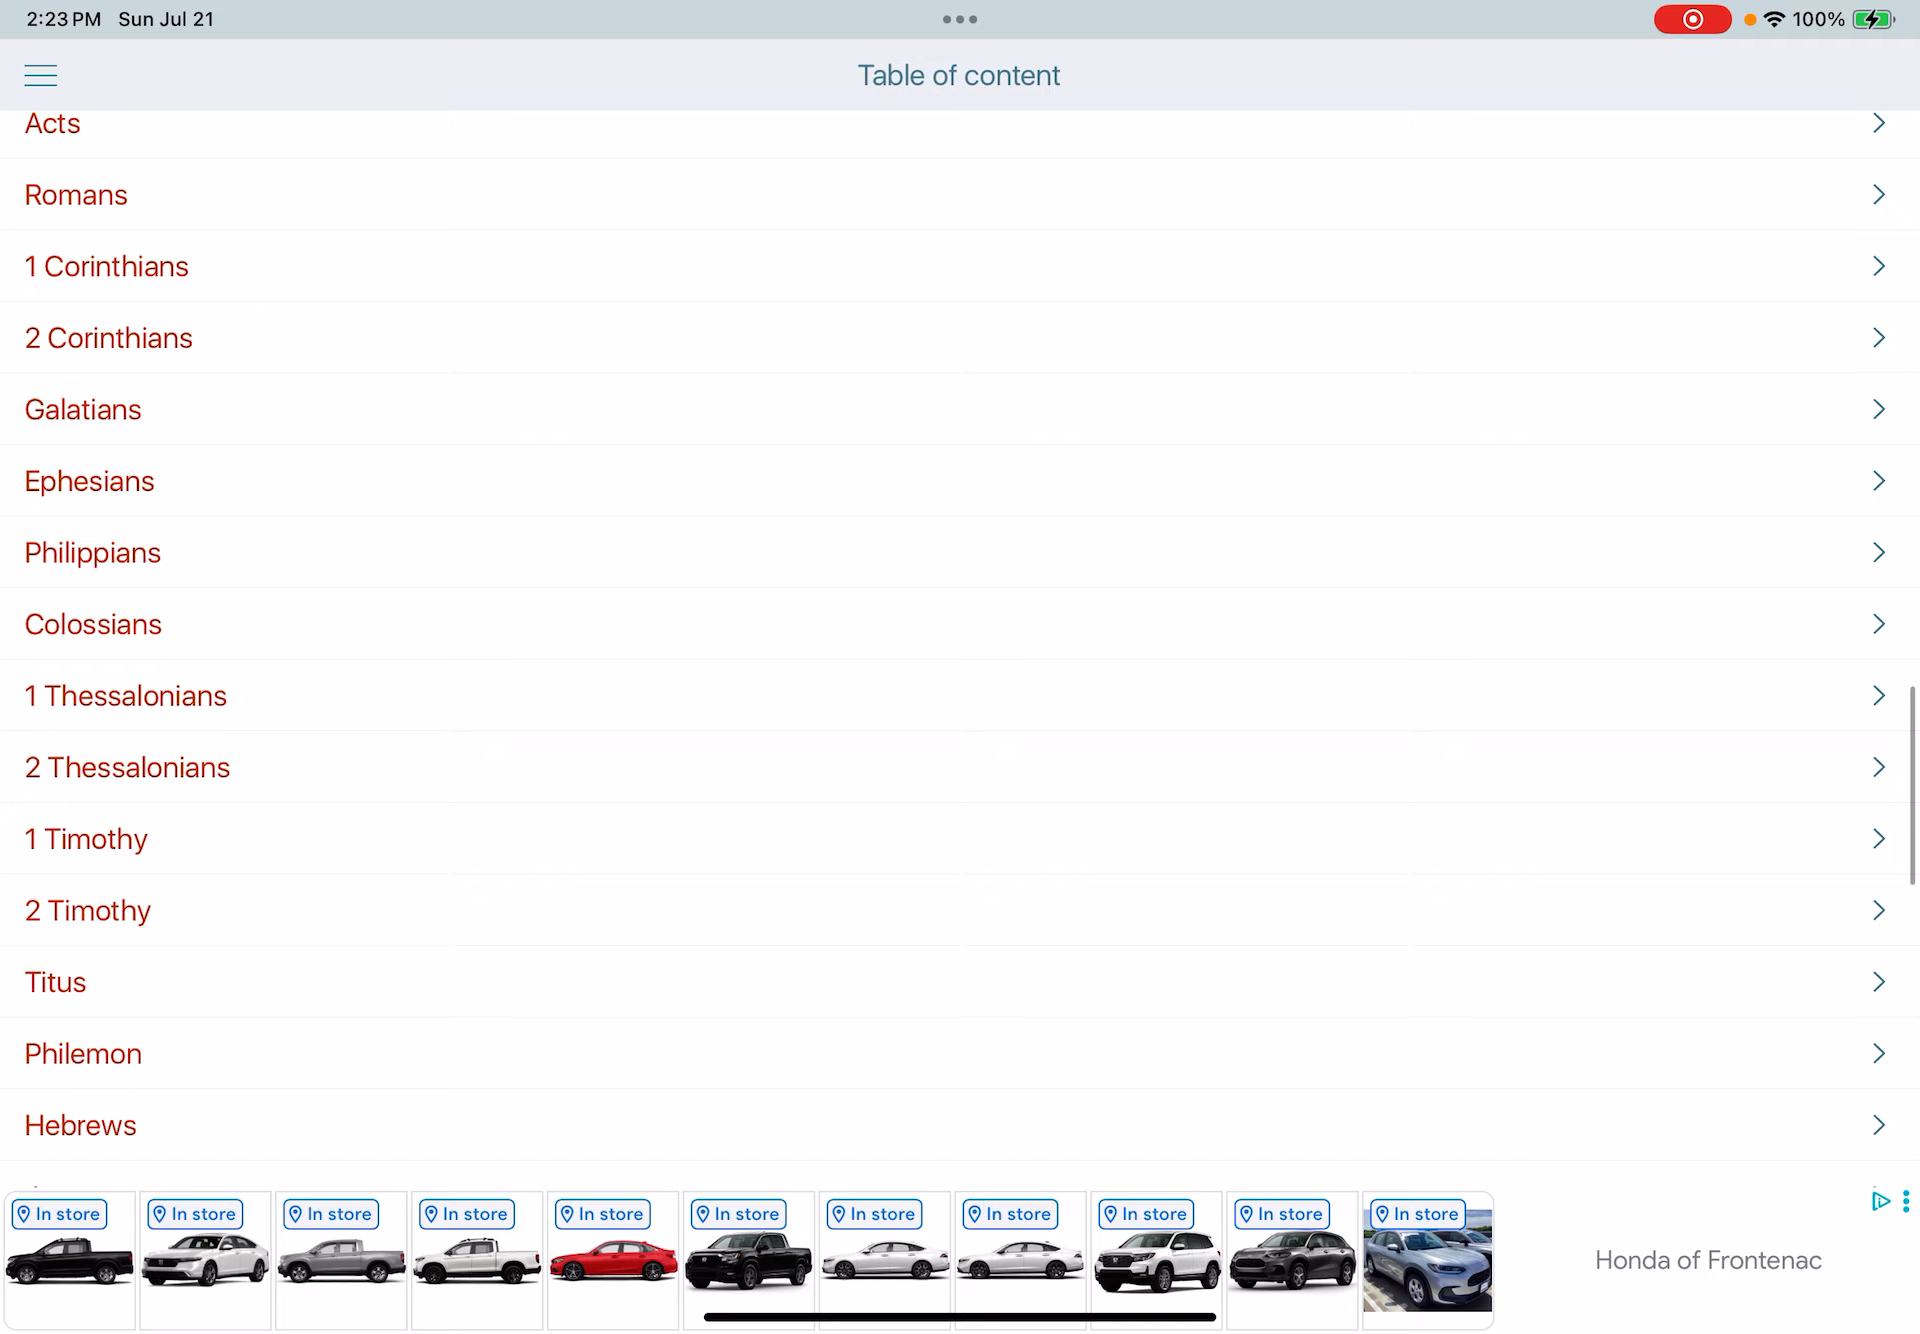 2:23 PM Sun Jul 21
100%
Table of content
Acts
Romans
1 Corinthians
2 Corinthians
Galatians
Ephesians
Philippians
Colossians
1 Thessalonians
2 Thessalonians
1 Timothy
2 Timothy
Titus
Philemon
Hebrews
In store
In store
In store
In store
In store
In store
In store
In store
In store
In store
In store
Honda of Frontenac